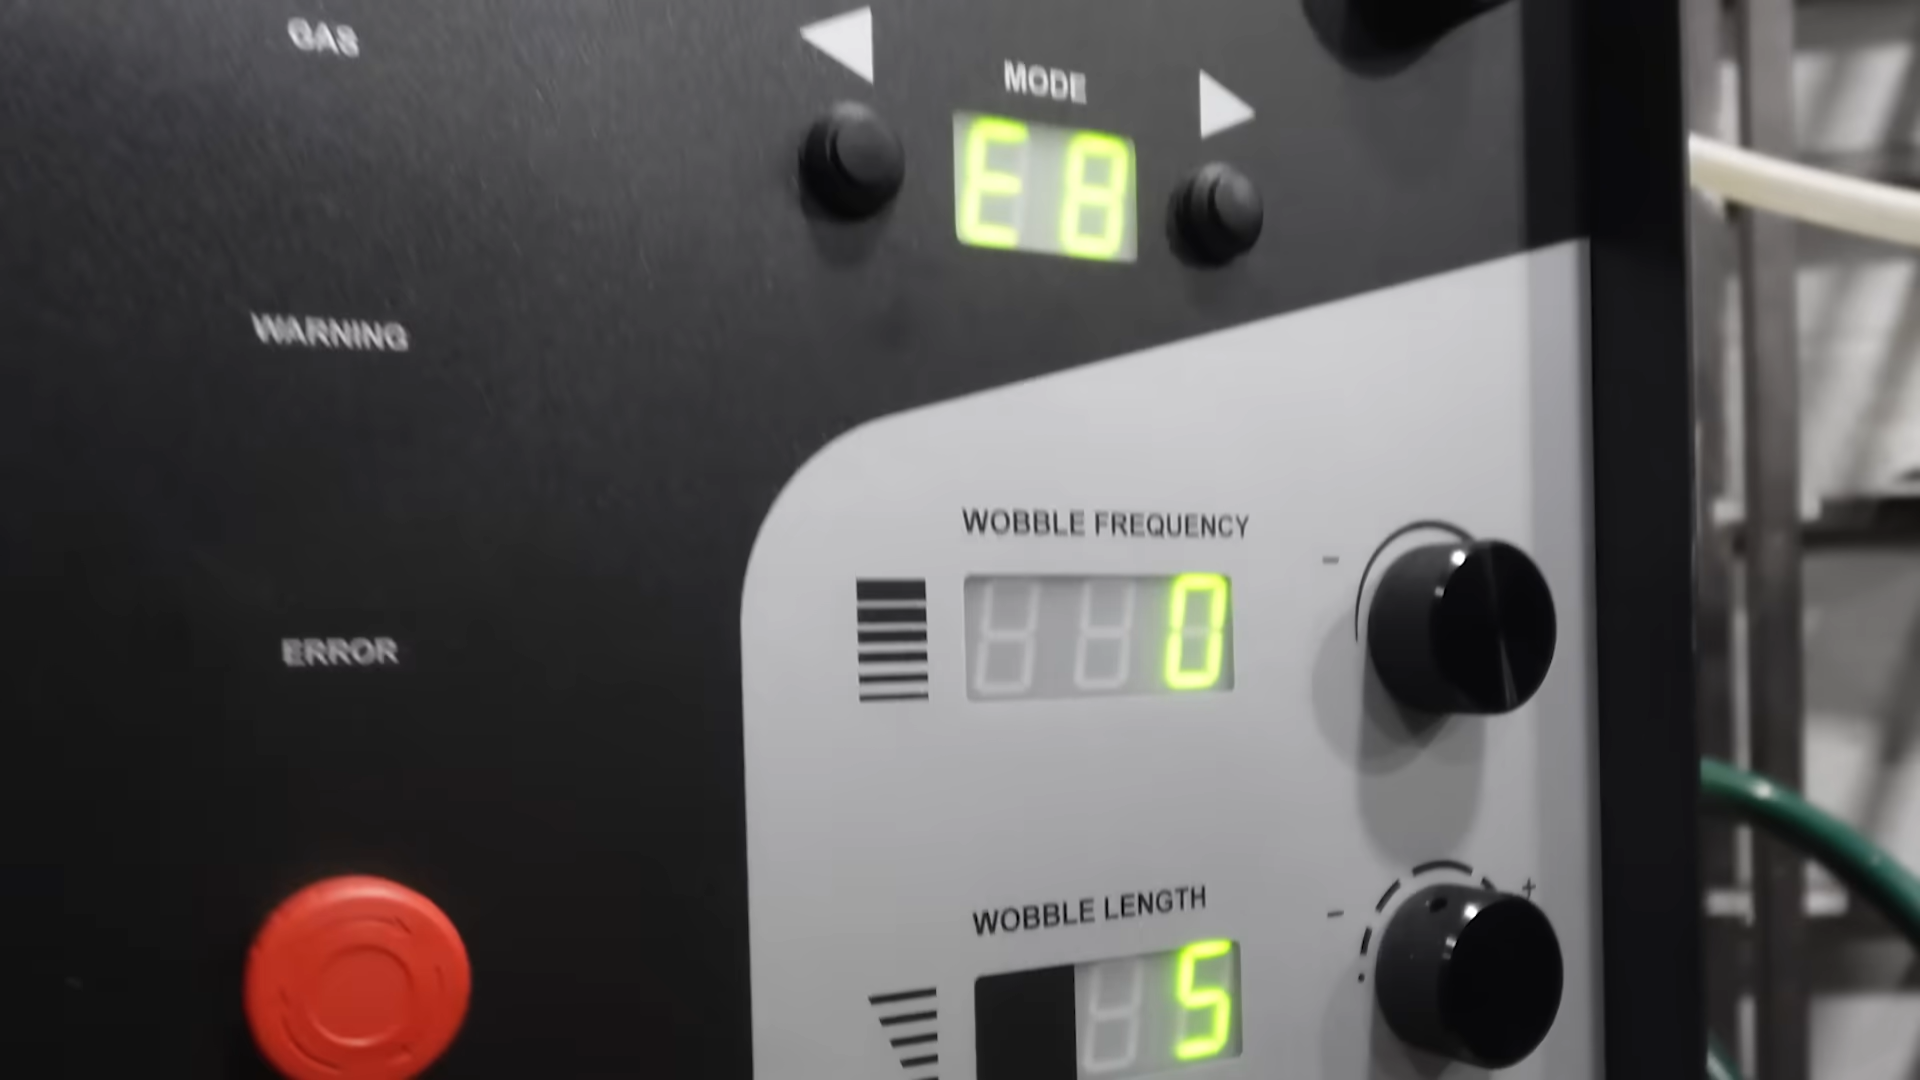 GAS
MODE
E8
WARNING
WOBBLE FREQUENCY
- 0
ERROR
WOBBLE LENGTH
- +
5